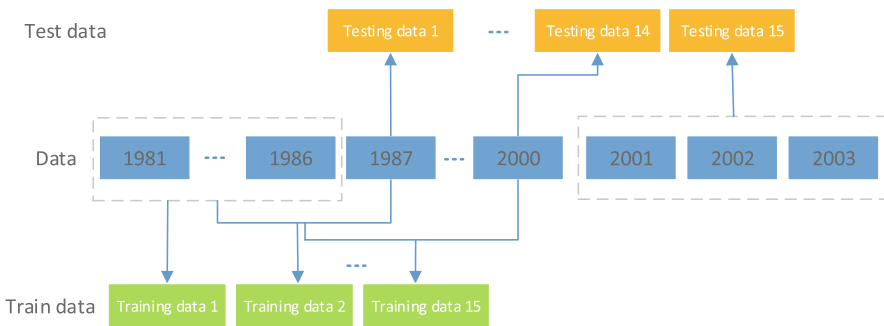 Test data
Testing data 1
Testing data 14
Testing data 15
Data
1981
1986
1987
2000
2001
2002
2003
Train data
Training data 1
Training data 2
Training data 15